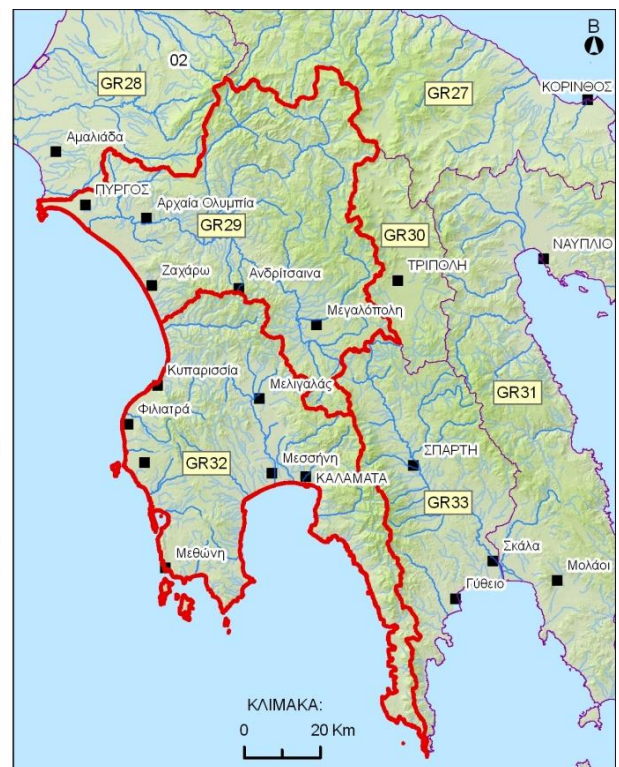 Β
GR28
02
GR27
ΚΟΡΙΝΘΟΣ
Αμαλιάδα
ΠΥΡΓΟΣ
Αρχαία Ολυμπία
GR29
GR30
ΝΑΥΠΛΙΟ
ΤΡΙΠΟΛΗ
Ζαχάρω
Ανδρίτσαινα
Μεγαλόπολη
Κυπαρισσία
Μελιγαλάς
GR31
Φιλιατρά
GR32
Μεσσήνη
ΚΑΛΑΜΑΤΑ
ΣΠΑΡΤΗ
GR33
Μεθώνη
Σκάλα
Μολάοι
Γύθειο
ΚΛΙΜΑΚΑ:
0 20 Km